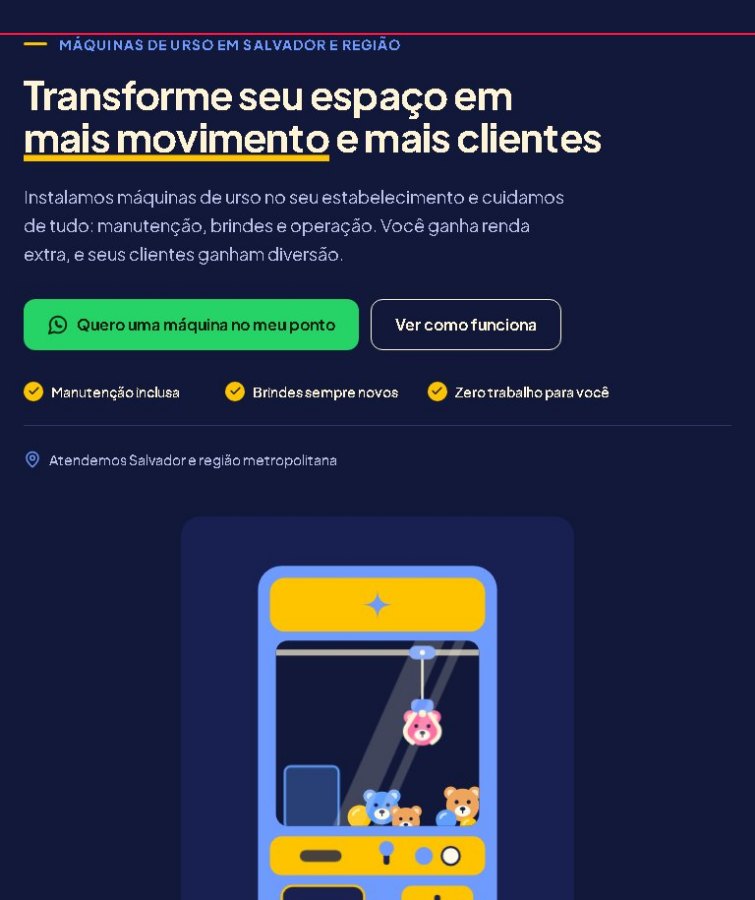 MÁQUINAS DE URSO EM SALVADOR E REGIÃO
Transforme seu espaço em
mais movimento e mais clientes
Instalamos máquinas de urso no seu estabelecimento e cuidamos
de tudo: manutenção, brindes e operação. Você ganha renda
extra, e seus clientes ganham diversão.
Quero uma máquina no meu ponto
Ver como funciona
Manutenção inclusa
Brindes sempre novos
Zero trabalho para você
Atendemos Salvador e região metropolitana